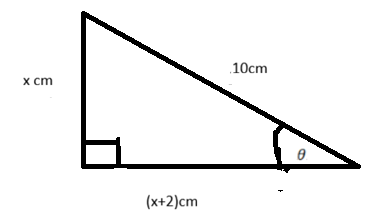 10cm
x cm
θ
(x+2)cm